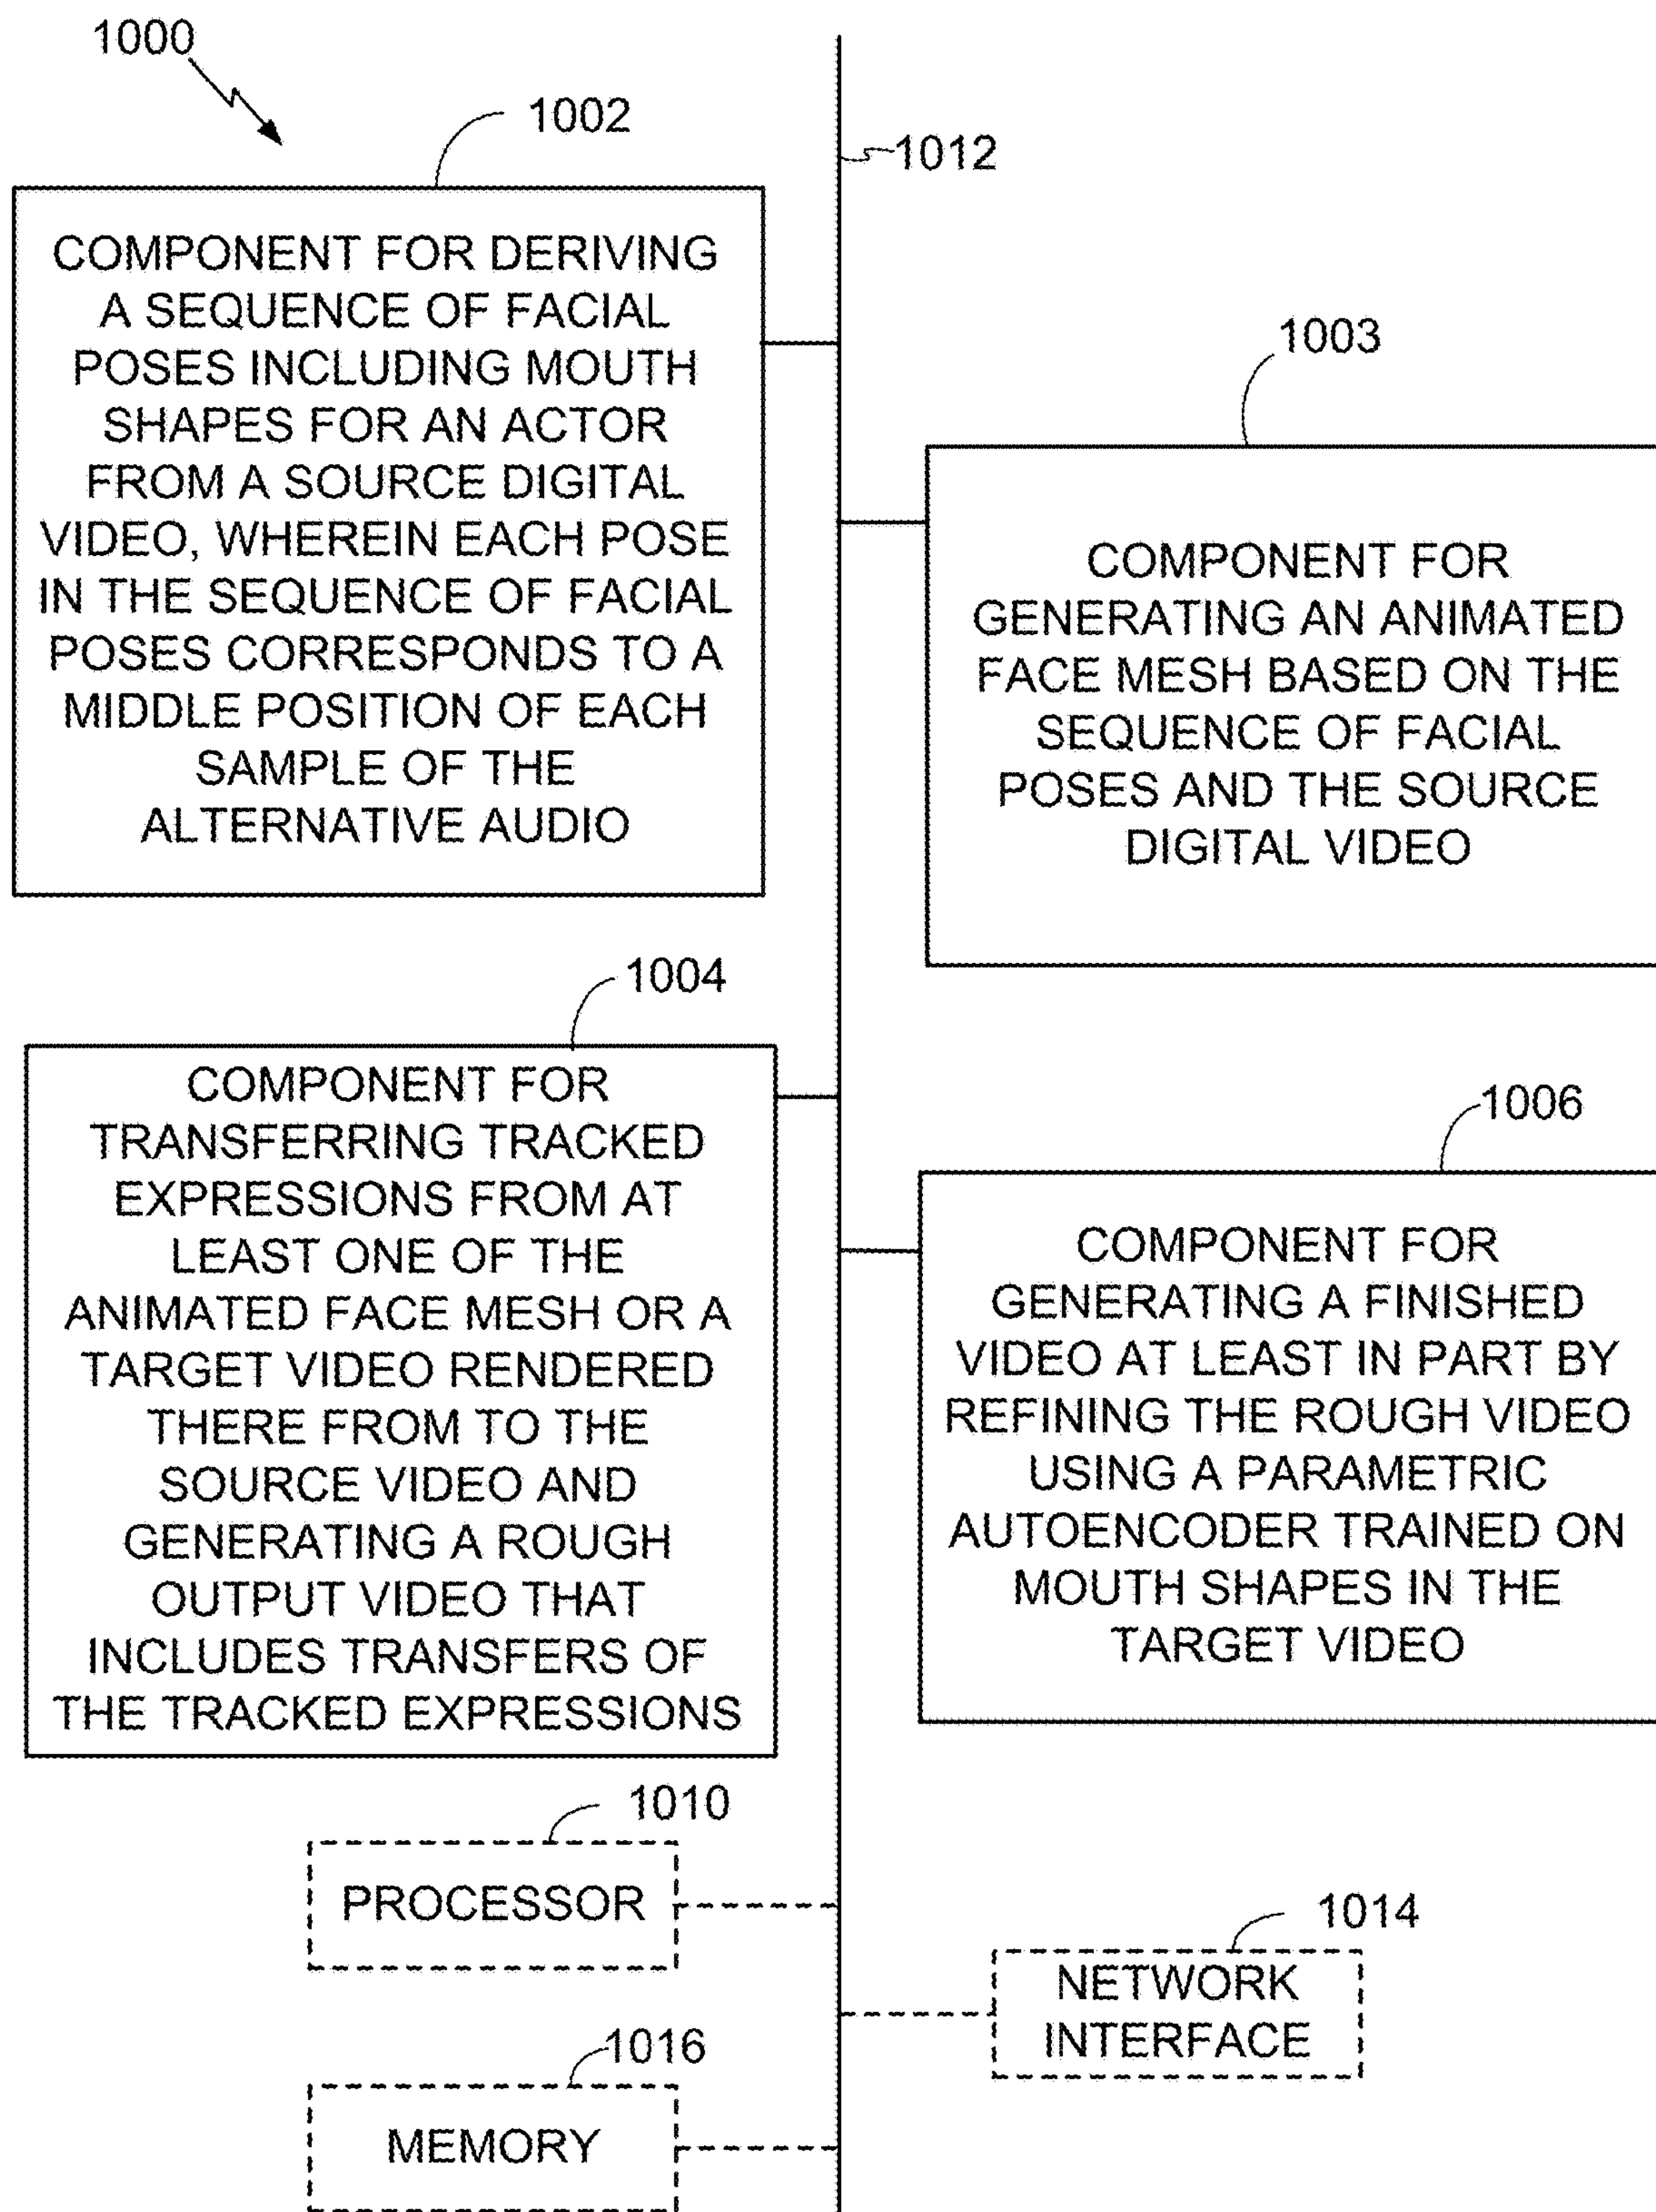 1000
1002
1012
COMPONENT FOR DERIVING
A SEQUENCE OF FACIAL
POSES INCLUDING MOUTH
SHAPES FOR AN ACTOR
FROM A SOURCE DIGITAL
VIDEO, WHEREIN EACH POSE
IN THE SEQUENCE OF FACIAL
POSES CORRESPONDS TO A
MIDDLE POSITION OF EACH
SAMPLE OF THE
ALTERNATIVE AUDIO
1003
COMPONENT FOR
GENERATING AN ANIMATED
FACE MESH BASED ON THE
SEQUENCE OF FACIAL
POSES AND THE SOURCE
DIGITAL VIDEO
1004
COMPONENT FOR
TRANSFERRING TRACKED
EXPRESSIONS FROM AT
LEAST ONE OF THE
ANIMATED FACE MESH OR A
TARGET VIDEO RENDERED
THERE FROM TO THE
SOURCE VIDEO AND
GENERATING A ROUGH
OUTPUT VIDEO THAT
INCLUDES TRANSFERS OF
THE TRACKED EXPRESSIONS
1006
COMPONENT FOR
GENERATING A FINISHED
VIDEO AT LEAST IN PART BY
REFINING THE ROUGH VIDEO
USING A PARAMETRIC
AUTOENCODER TRAINED ON
MOUTH SHAPES IN THE
TARGET VIDEO
1010
PROCESSOR
1014
NETWORK
INTERFACE
1016
MEMORY